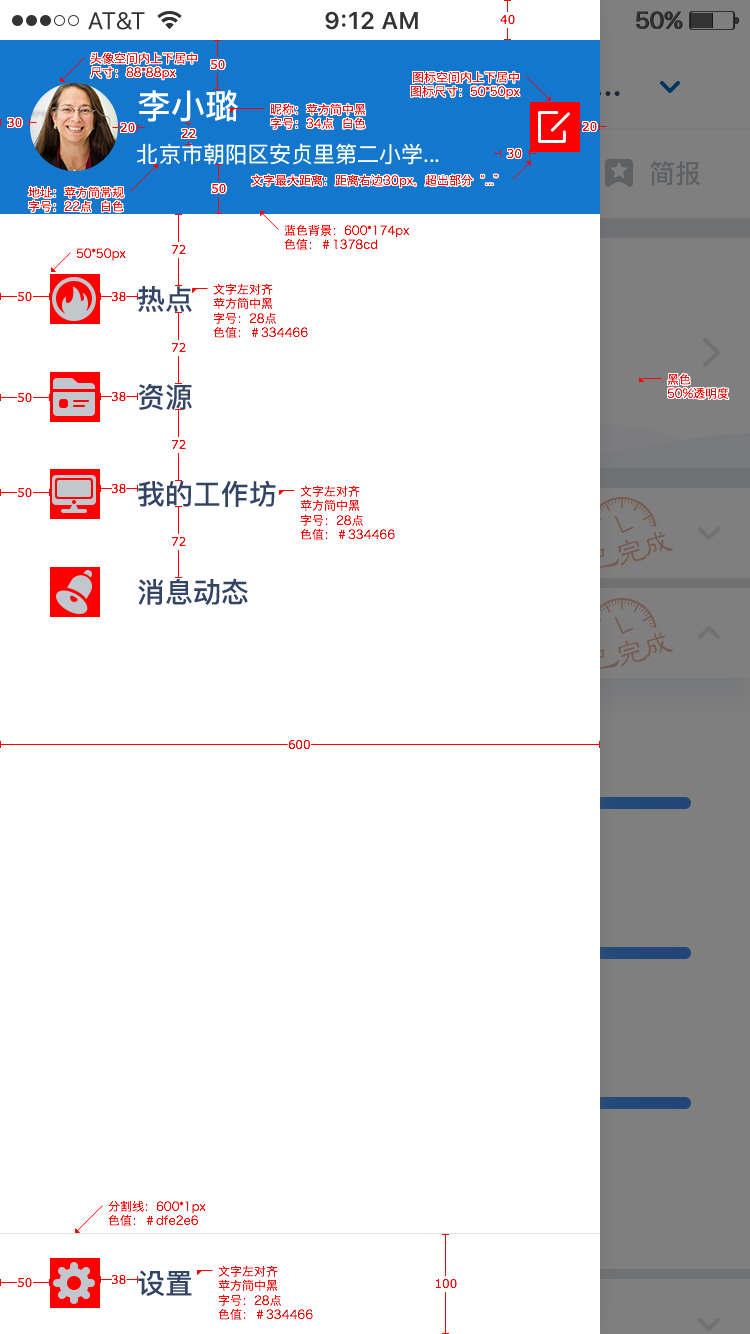 AT&T
9:12 AM
50%
40
50
头像空间内上下居中
尺寸：88*88px
图标空间内上下居中
图标尺寸：50*50px
...
30
20
李小璐
昵称：苹方简中黑
字号：34点 白色
20
22
北京市朝阳区安贞里第二小学...
30
简报
地址：苹方简常规
字号：22点 白色
50
文字最大距离：距离右边30px，超出部分“...”
蓝色背景：600*174px
色值：#1378cd
72
50*50px
50
38
热点
文字左对齐
苹方简中黑
字号：28点
色值：#334466
72
黑色
50%透明度
50
38
资源
72
50
38
我的工作坊
文字左对齐
苹方简中黑
字号：28点
色值：#334466
已完成
72
消息动态
已完成
600
分割线：600*1px
色值：#dfe2e6
50
38
设置
文字左对齐
苹方简中黑
字号：28点
色值：#334466
100